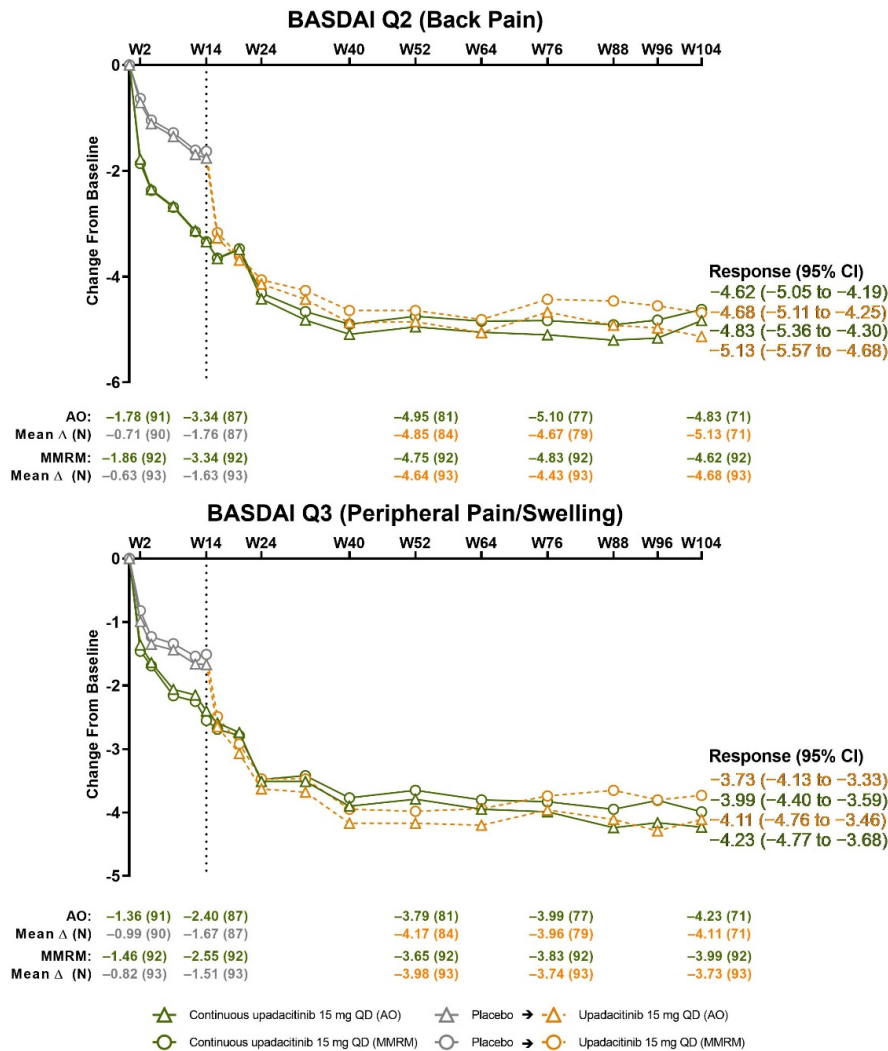 BASDAI Q2 (Back Pain)
W2 W14 W24 W40 W52 W64 W76 W88 W96 W104
0
-2
-4
-6
Change From Baseline
Response (95% CI)
−4.62 (−5.05 to −4.19)
−4.68 (−5.11 to −4.25)
−4.83 (−5.36 to −4.30)
−5.13 (−5.57 to −4.68)
AO: −1.78 (91) −3.34 (87) −4.95 (81) −5.10 (77) −4.83 (71)
Mean Δ (N) −0.71 (90) −1.76 (87) −4.85 (84) −4.67 (79) −5.13 (71)
MMRM: −1.86 (92) −3.34 (92) −4.75 (92) −4.83 (92) −4.62 (92)
Mean Δ (N) −0.63 (93) −1.63 (93) −4.64 (93) −4.43 (93) −4.68 (93)
BASDAI Q3 (Peripheral Pain/Swelling)
W2 W14 W24 W40 W52 W64 W76 W88 W96 W104
0
-1
-2
-3
-4
-5
Change From Baseline
Response (95% CI)
−3.73 (−4.13 to −3.33)
−3.99 (−4.40 to −3.59)
−4.11 (−4.76 to −3.46)
−4.23 (−4.77 to −3.68)
AO: −1.36 (91) −2.40 (87) −3.79 (81) −3.99 (77) −4.23 (71)
Mean Δ (N) −0.99 (90) −1.67 (87) −4.17 (84) −3.96 (79) −4.11 (71)
MMRM: −1.46 (92) −2.55 (92) −3.65 (92) −3.83 (92) −3.99 (92)
Mean Δ (N) −0.82 (93) −1.51 (93) −3.98 (93) −3.74 (93) −3.73 (93)
Continuous upadacitinib 15 mg QD (AO) Placebo → Upadacitinib 15 mg QD (AO)
Continuous upadacitinib 15 mg QD (MMRM) Placebo → Upadacitinib 15 mg QD (MMRM)